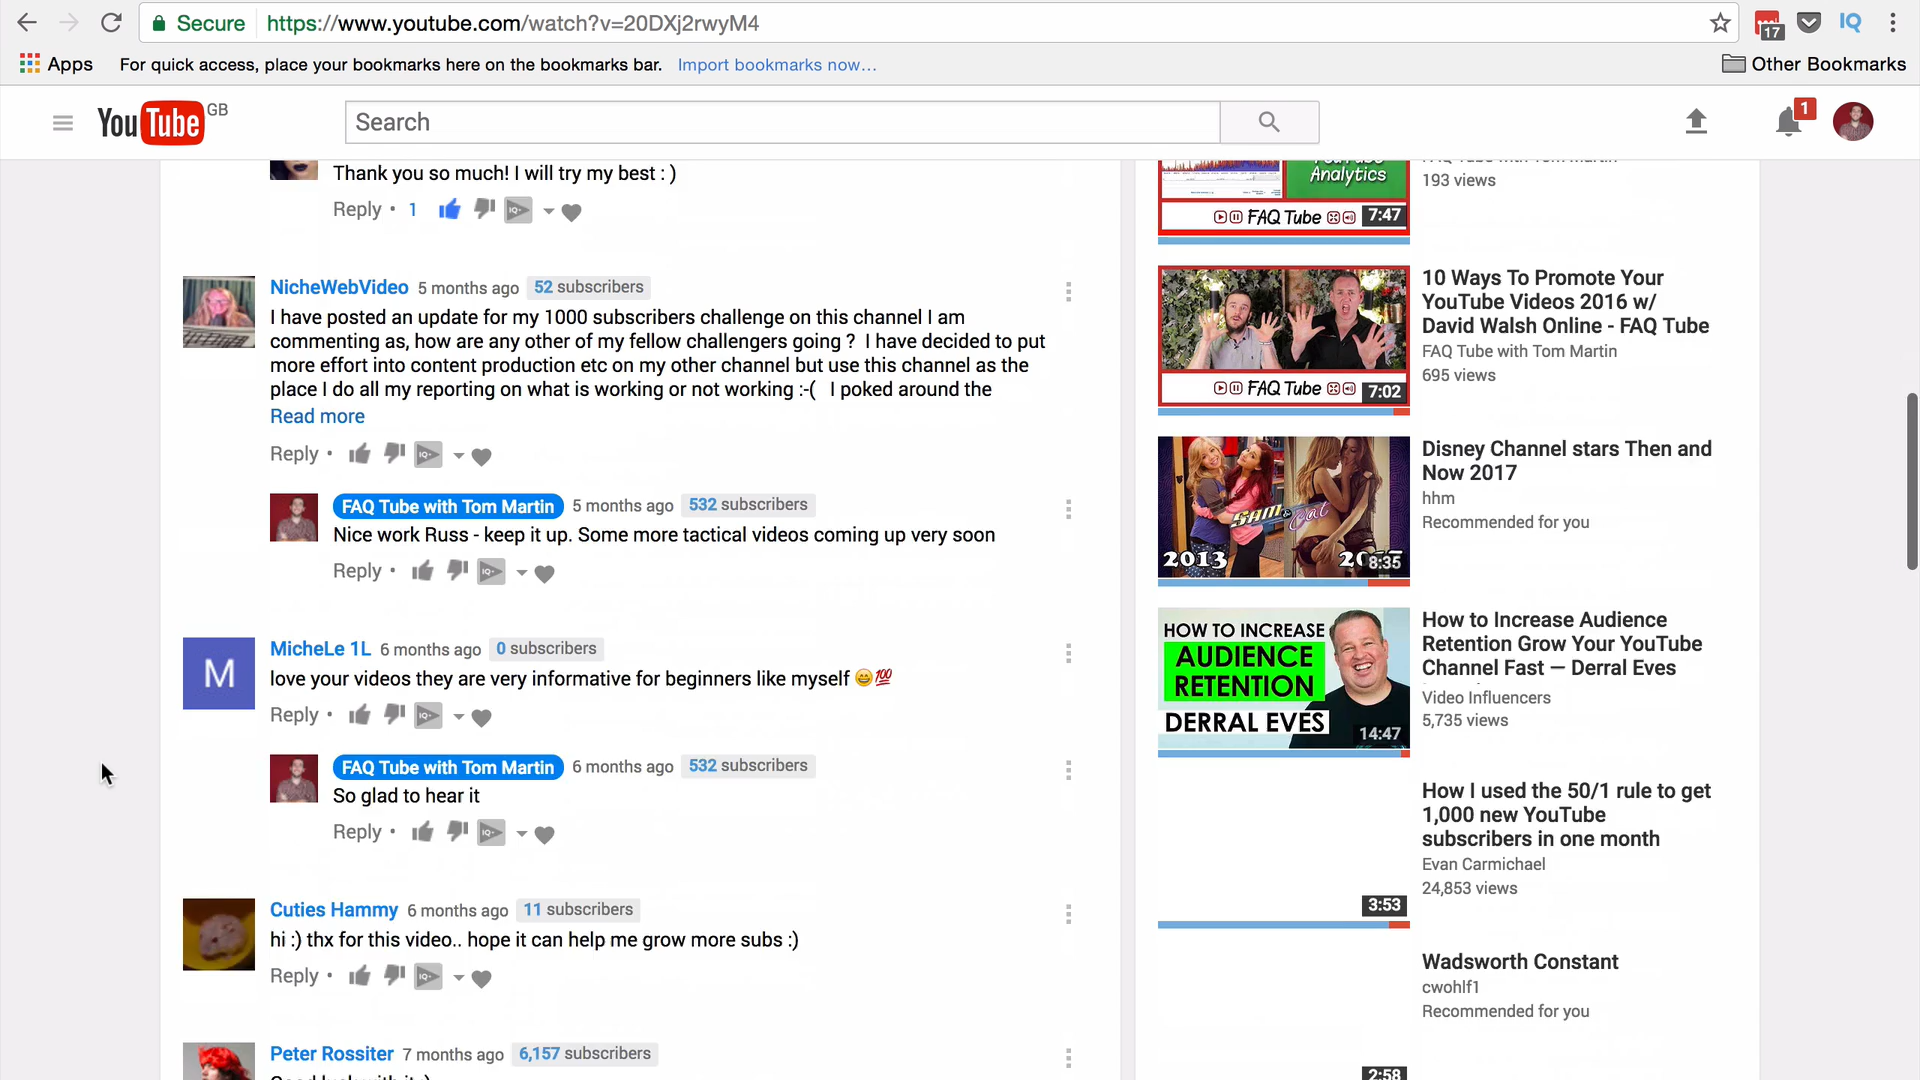 Secure https://www.youtube.com/watch?v=20DXj2rwyM4
17
IQ
Apps For quick access, place your bookmarks here on the bookmarks bar. Import bookmarks now... Other Bookmarks
YouTube GB
Search
1
Thank you so much! I will try my best : )
Reply • 1
NicheWebVideo 5 months ago 52 subscribers
I have posted an update for my 1000 subscribers challenge on this channel I am
commenting as, how are any other of my fellow challengers going ? I have decided to put
more effort into content production etc on my other channel but use this channel as the
place I do all my reporting on what is working or not working :-( I poked around the
Read more
Reply •
FAQ Tube with Tom Martin 5 months ago 532 subscribers
Nice work Russ - keep it up. Some more tactical videos coming up very soon
Reply •
M
MicheLe 1L 6 months ago 0 subscribers
love your videos they are very informative for beginners like myself 😄💯
Reply •
FAQ Tube with Tom Martin 6 months ago 532 subscribers
So glad to hear it
Reply •
Cuties Hammy 6 months ago 11 subscribers
hi :) thx for this video.. hope it can help me grow more subs :)
Reply •
Peter Rossiter 7 months ago 6,157 subscribers
Good luck with it :)
YouTube
Analytics
FAQ Tube
7:47
FAQ Tube with Tom Martin
193 views
FAQ Tube
7:02
10 Ways To Promote Your
YouTube Videos 2016 w/
David Walsh Online - FAQ Tube
FAQ Tube with Tom Martin
695 views
SAM & Cat
2013
8:35
Disney Channel stars Then and
Now 2017
hhm
Recommended for you
HOW TO INCREASE
AUDIENCE
RETENTION
DERRAL EVES
14:47
How to Increase Audience
Retention Grow Your YouTube
Channel Fast — Derral Eves
Video Influencers
5,735 views
3:53
How I used the 50/1 rule to get
1,000 new YouTube
subscribers in one month
Evan Carmichael
24,853 views
Wadsworth Constant
cwohlf1
Recommended for you
2:58